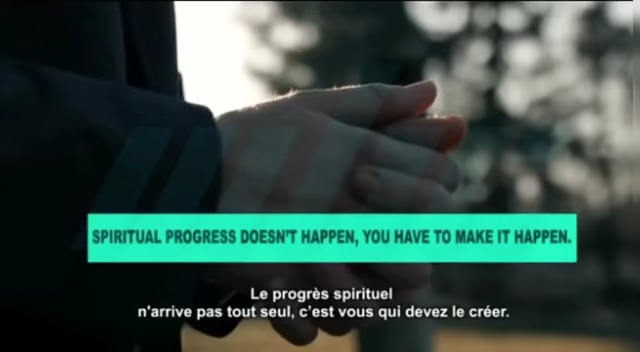 SPIRITUAL PROGRESS DOESN'T HAPPEN, YOU HAVE TO MAKE IT HAPPEN.
Le progrès spirituel
n'arrive pas tout seul, c'est vous qui devez le créer.